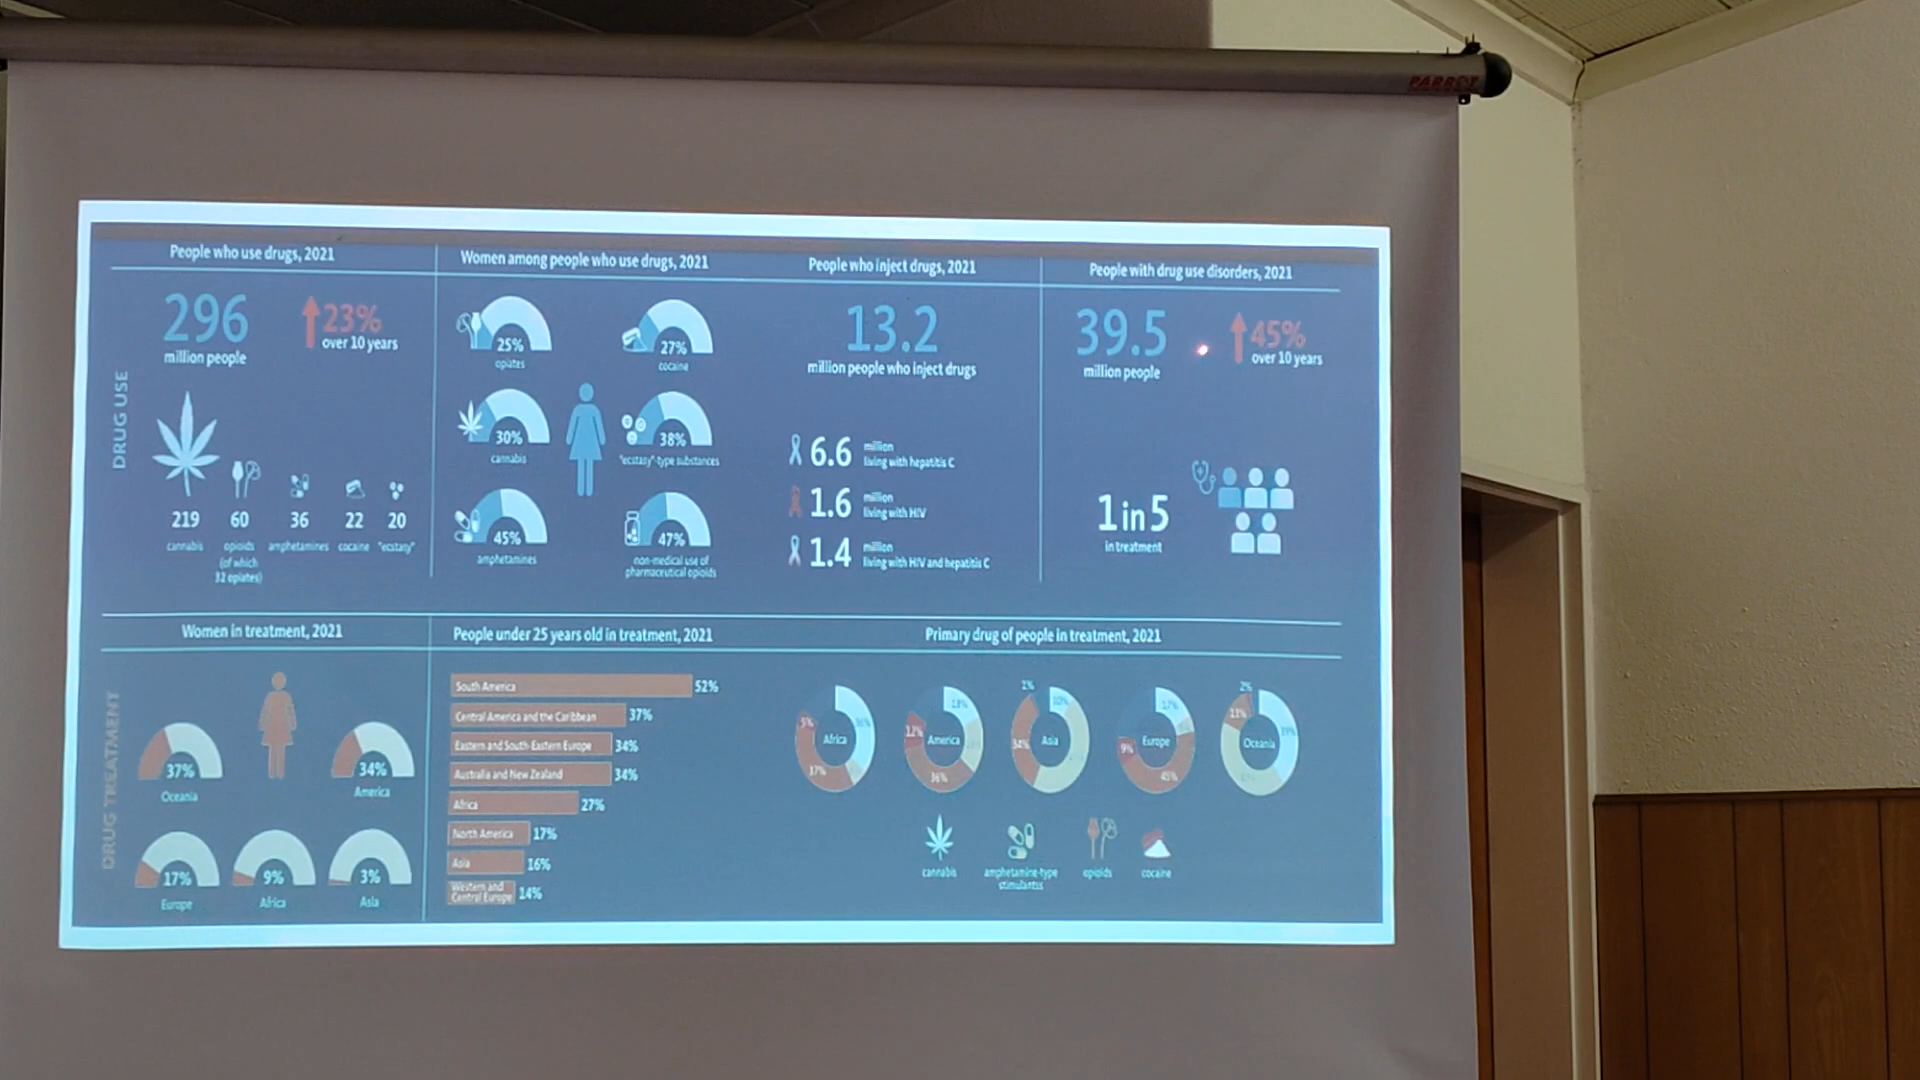 PARROT
People who use drugs, 2021
296
million people
23%
over 10 years
DRUG USE
219
cannabis
60
opioids
(of which
32 opiates)
36
amphetamines
22
cocaine
20
"ecstasy"
Women among people who use drugs, 2021
25%
opiates
27%
cocaine
30%
cannabis
38%
"ecstasy"-type substances
45%
amphetamines
47%
non-medical use of
pharmaceutical opioids
People who inject drugs, 2021
13.2
million people who inject drugs
6.6 million
living with hepatitis C
1.6 million
living with HIV
1.4 million
living with HIV and hepatitis C
People with drug use disorders, 2021
39.5
million people
45%
over 10 years
1 in 5
in treatment
DRUG TREATMENT
Women in treatment, 2021
37%
Oceania
34%
America
17%
Europe
9%
Africa
3%
Asia
People under 25 years old in treatment, 2021
South America 52%
Central America and the Caribbean 37%
Eastern and South-Eastern Europe 34%
Australia and New Zealand 34%
Africa 27%
North America 17%
Asia 16%
Western and
Central Europe 14%
Primary drug of people in treatment, 2021
5%
Africa
37%
America
36%
1%
Asia
Europe
9%
45%
2%
Oceania
cannabis
amphetamine-type
stimulantss
opioids
cocaine